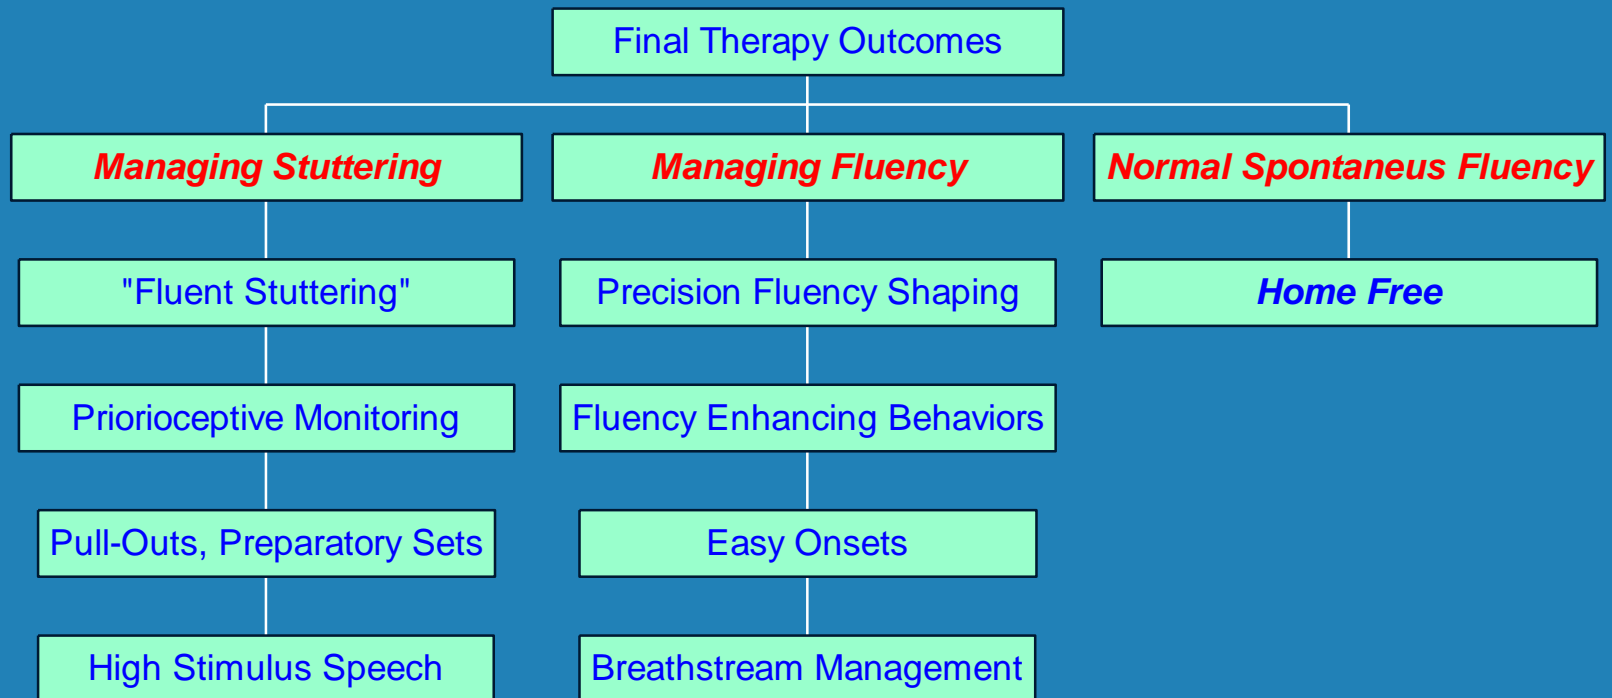 Final Therapy Outcomes
Managing Stuttering
Managing Fluency
Normal Spontaneus Fluency
"Fluent Stuttering"
Precision Fluency Shaping
Home Free
Priorioceptive Monitoring
Fluency Enhancing Behaviors
Pull-Outs, Preparatory Sets
Easy Onsets
High Stimulus Speech
Breathstream Management